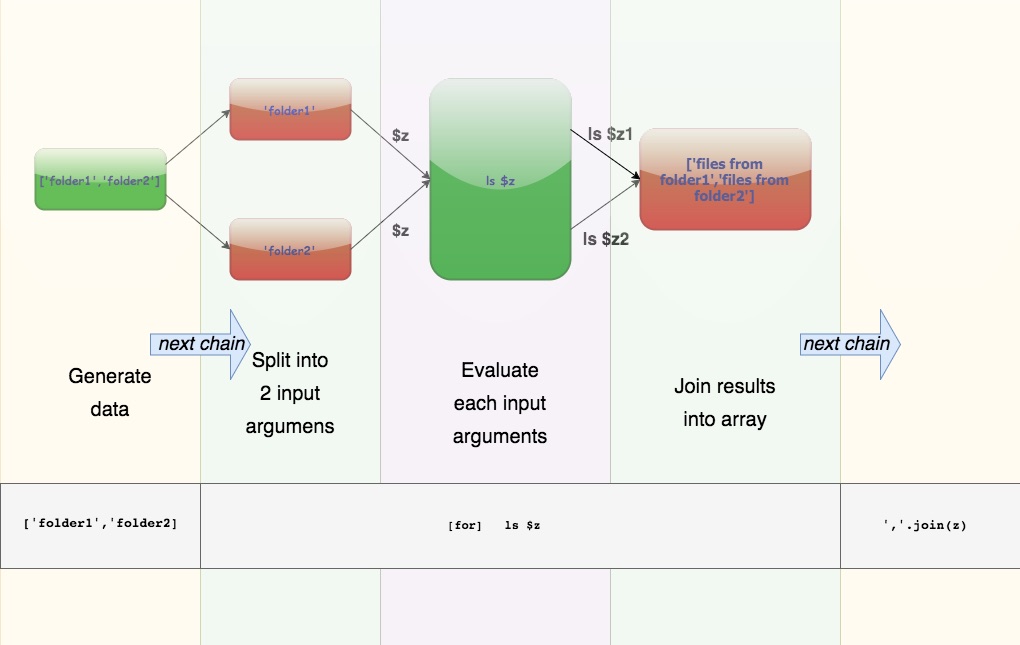 ['folder1','folder2']
'folder1'
'folder2'
$z
$z
ls $z
ls $z1
ls $z2
['files from
folder1','files from
folder2']
next chain
next chain
Generate
data
Split into
2 input
argumens
Evaluate
each input
arguments
Join results
into array
['folder1','folder2]
[for] ls $z
','.join(z)